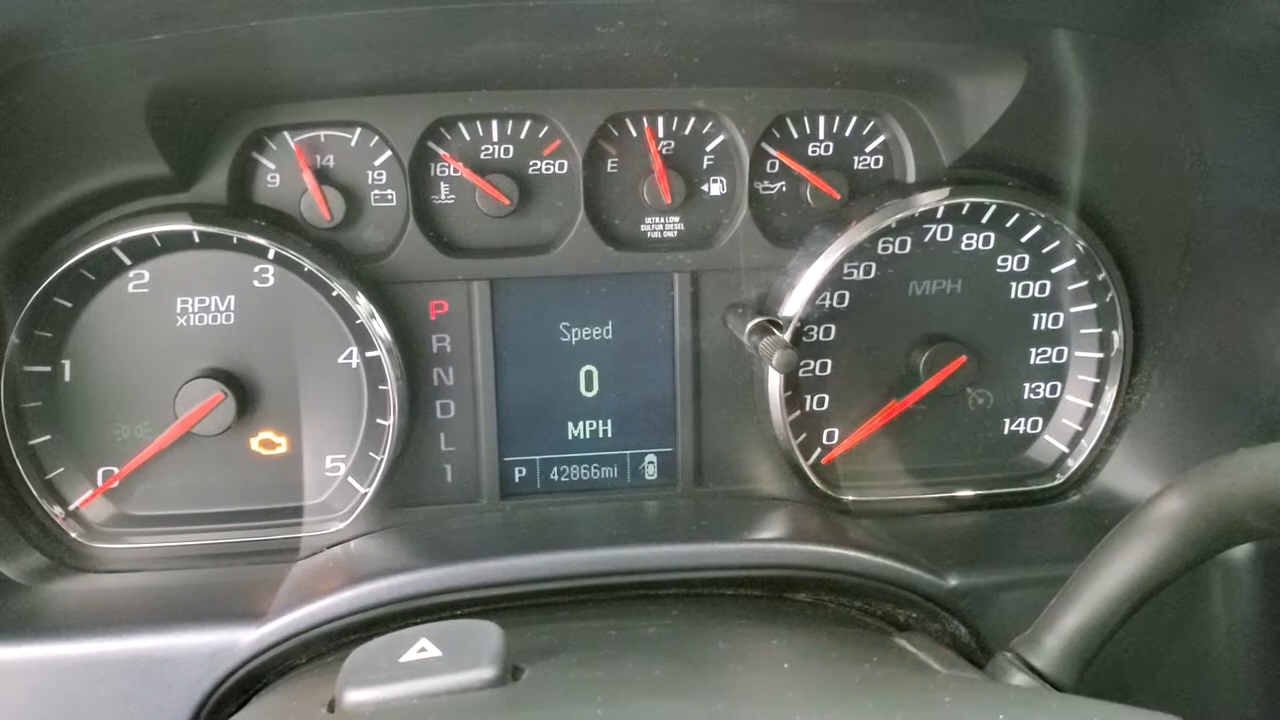 9 14 19
160 210 260
E 1/2 F
ULTRA LOW
SULFUR DIESEL
FUEL ONLY
0 60 120
0 1 2 3 4 5
RPM
x1000
P
R
N
D
L
1
Speed
0
MPH
P 42866mi
0 10 20 30 40 50 60 70 80 90 100 110 120 130 140
MPH